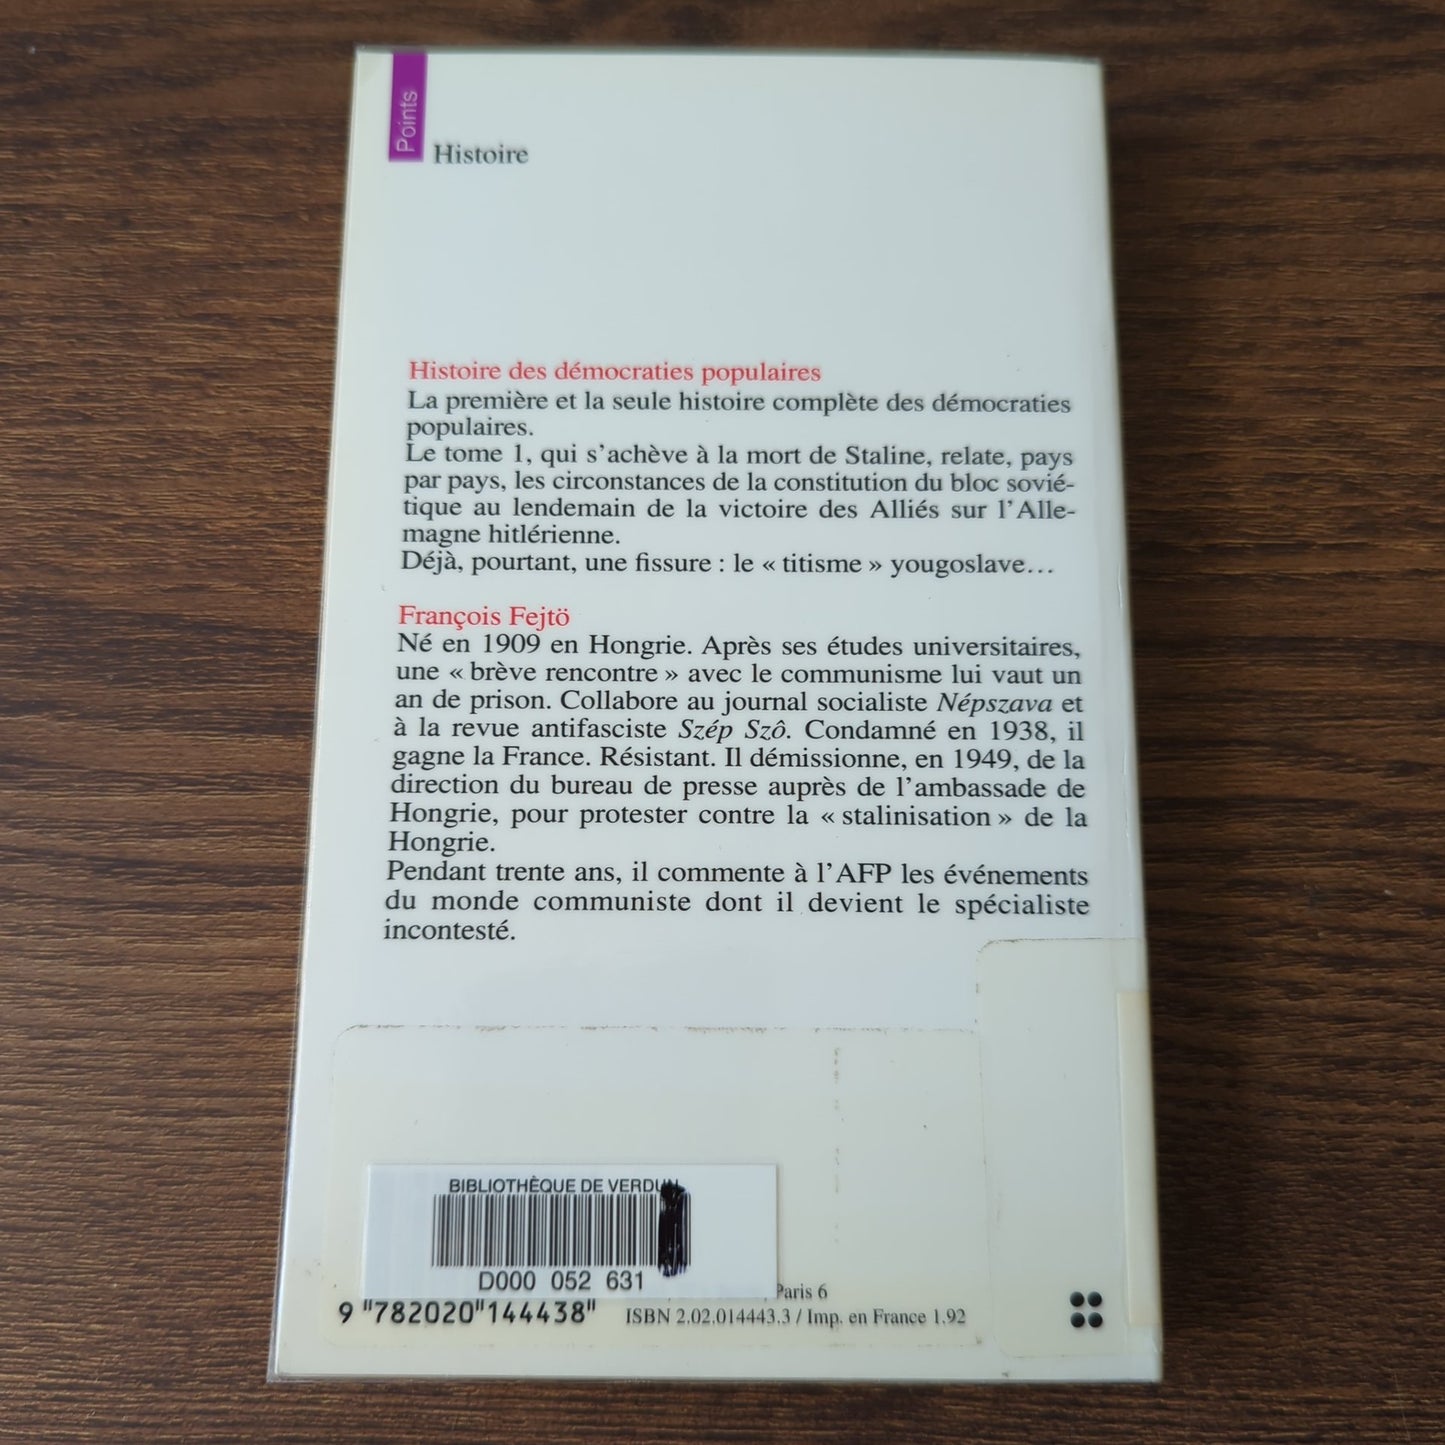 Points
Histoire
Histoire des démocraties populaires
La première et la seule histoire complète des démocraties
populaires.
Le tome 1, qui s'achève à la mort de Staline, relate, pays
par pays, les circonstances de la constitution du bloc sovié-
tique au lendemain de la victoire des Alliés sur l'Alle-
magne hitlérienne.
Déjà, pourtant, une fissure : le « titisme » yougoslave…
François Fejtö
Né en 1909 en Hongrie. Après ses études universitaires,
une « brève rencontre » avec le communisme lui vaut un
an de prison. Collabore au journal socialiste Népszava et
à la revue antifasciste Szép Szô. Condamné en 1938, il
gagne la France. Résistant. Il démissionne, en 1949, de la
direction du bureau de presse auprès de l'ambassade de
Hongrie, pour protester contre la « stalinisation » de la
Hongrie.
Pendant trente ans, il commente à l'AFP les événements
du monde communiste dont il devient le spécialiste
incontesté.
BIBLIOTHÈQUE DE VERDUN
D000 052 631
Paris 6
9 "782020"144438"
ISBN 2.02.014443.3 / Imp. en France 1.92